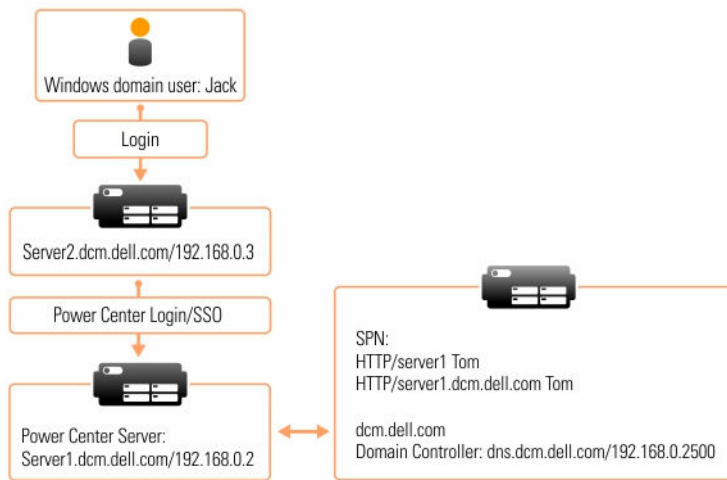 Windows domain user: Jack
Login
Server2.dcm.dell.com/192.168.0.3
Power Center Login/SSO
Power Center Server:
Server1.dcm.dell.com/192.168.0.2
SPN:
HTTP/server1 Tom
HTTP/server1.dcm.dell.com Tom
dcm.dell.com
Domain Controller: dns.dcm.dell.com/192.168.0.2500